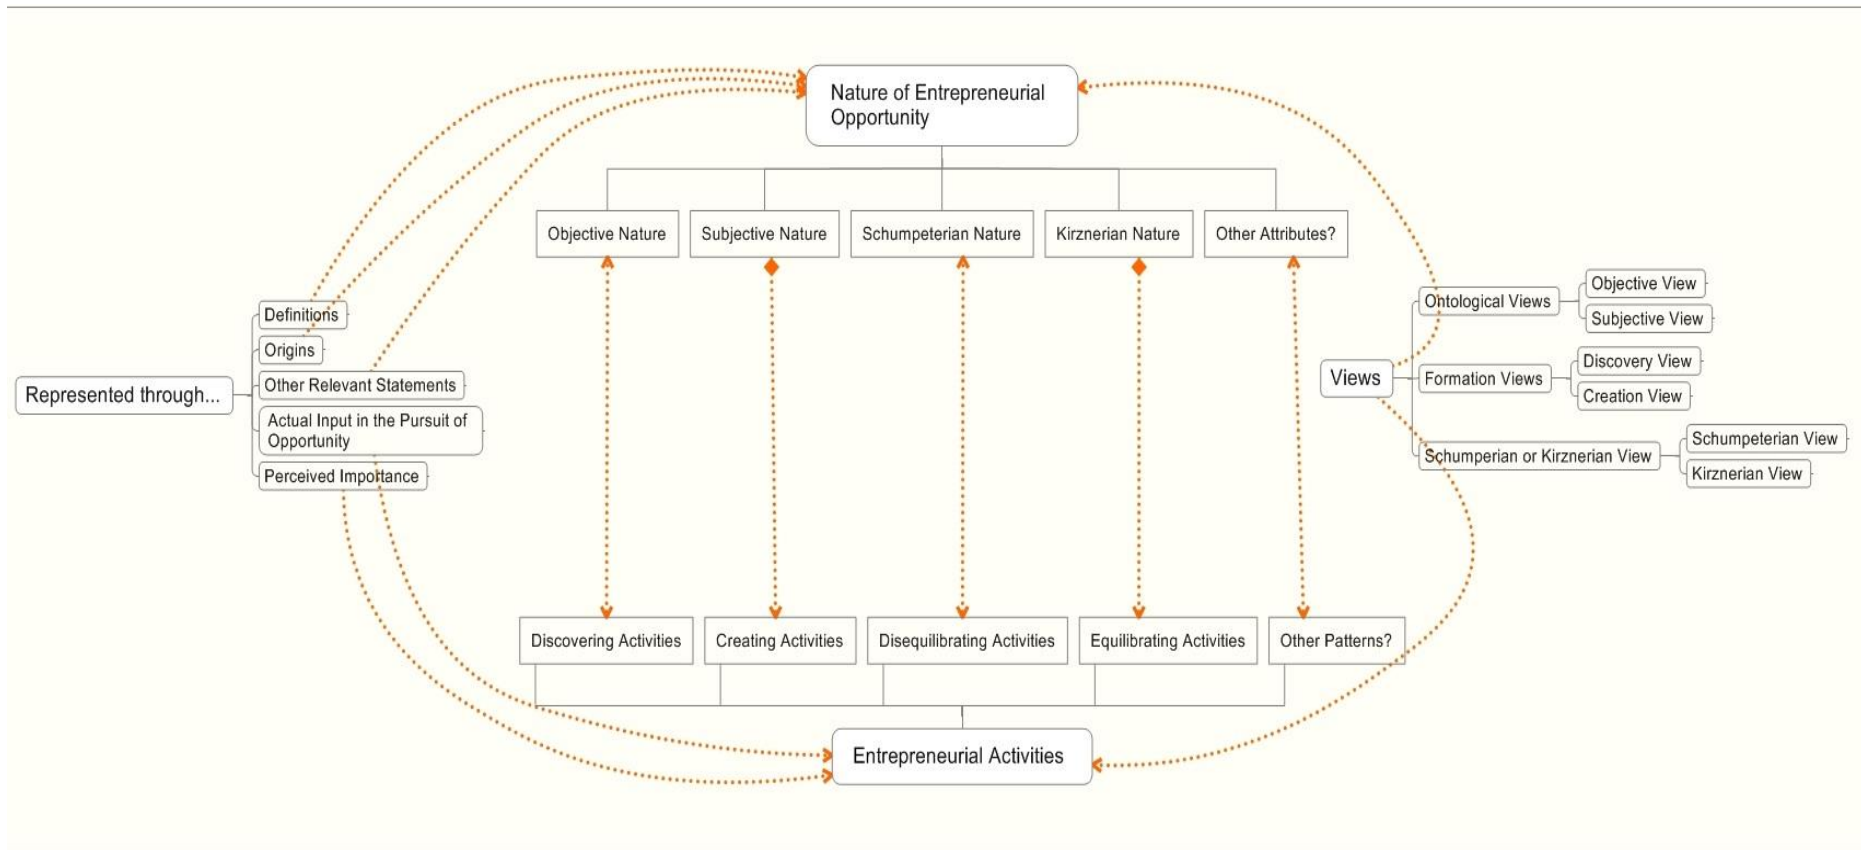 Nature of Entrepreneurial
Opportunity
Objective Nature
Subjective Nature
Schumpeterian Nature
Kirznerian Nature
Other Attributes?
Represented through...
Definitions
Origins
Other Relevant Statements
Actual Input in the Pursuit of
Opportunity
Perceived Importance
Views
Ontological Views
Objective View
Subjective View
Formation Views
Discovery View
Creation View
Schumperian or Kirznerian View
Schumpeterian View
Kirznerian View
Discovering Activities
Creating Activities
Disequilibrating Activities
Equilibrating Activities
Other Patterns?
Entrepreneurial Activities